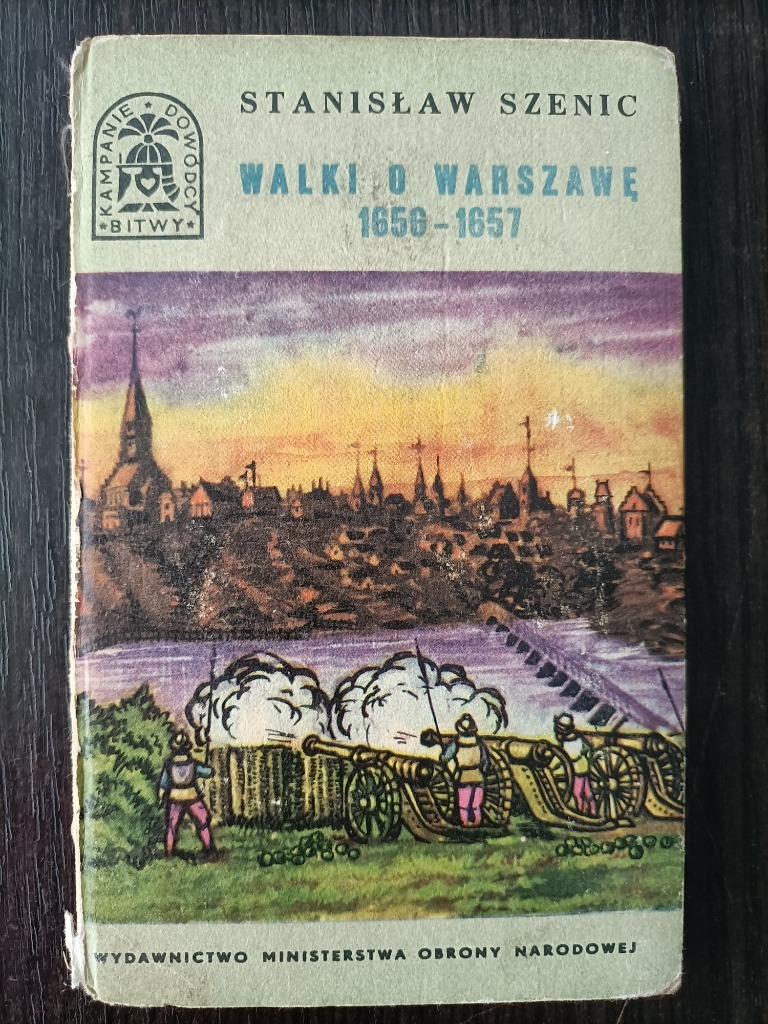 KAMPANIE ★ DOWÓDCY
★ BITWY ★
STANISŁAW SZENIC
WALKI O WARSZAWĘ
1656–1657
WYDAWNICTWO MINISTERSTWA OBRONY NARODOWEJ